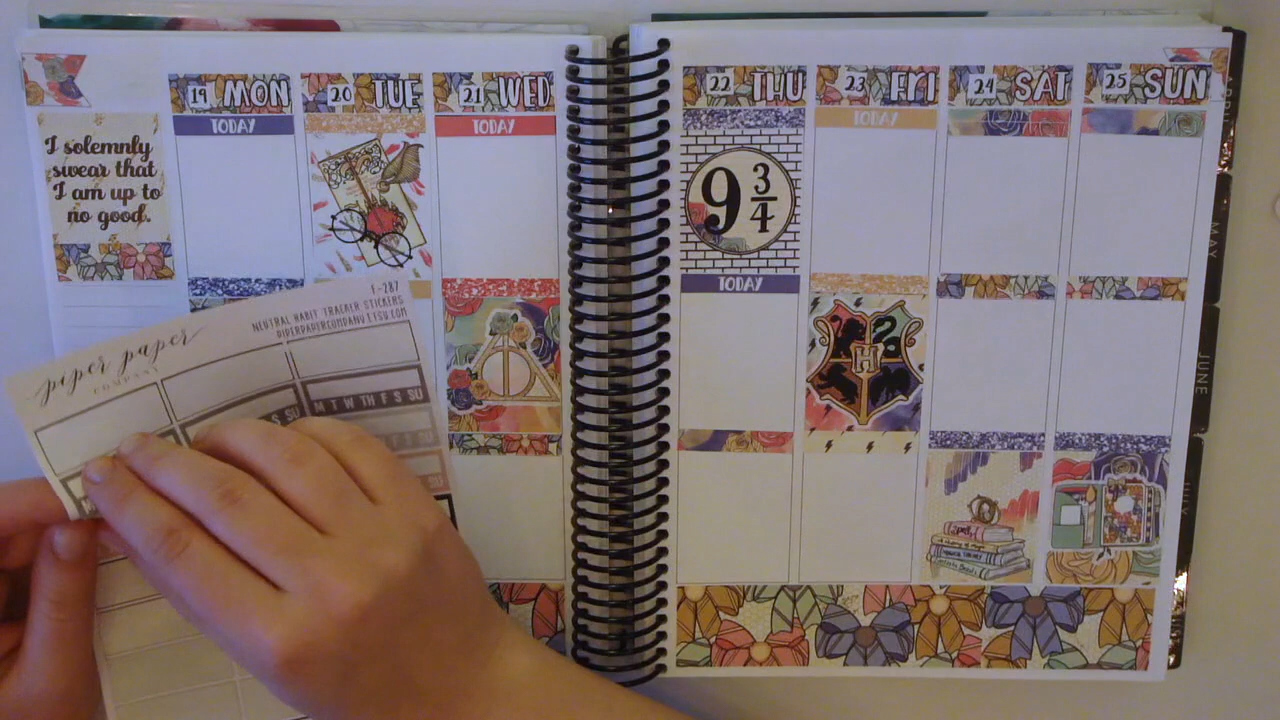 19 MON
20 TUE
21 WED
22 THU
23 FRI
24 SAT
25 SUN
TODAY
TODAY
TODAY
I solemnly
swear that
I am up to
no good.
9 3/4
TODAY
H
F-287
NEUTRAL HABIT TRACKER STICKERS
PIPERPAPERCOMPANY.ETSY.COM
piper paper
COMPANY
S SU
M T W TH F S SU
MAY
JUNE
JULY